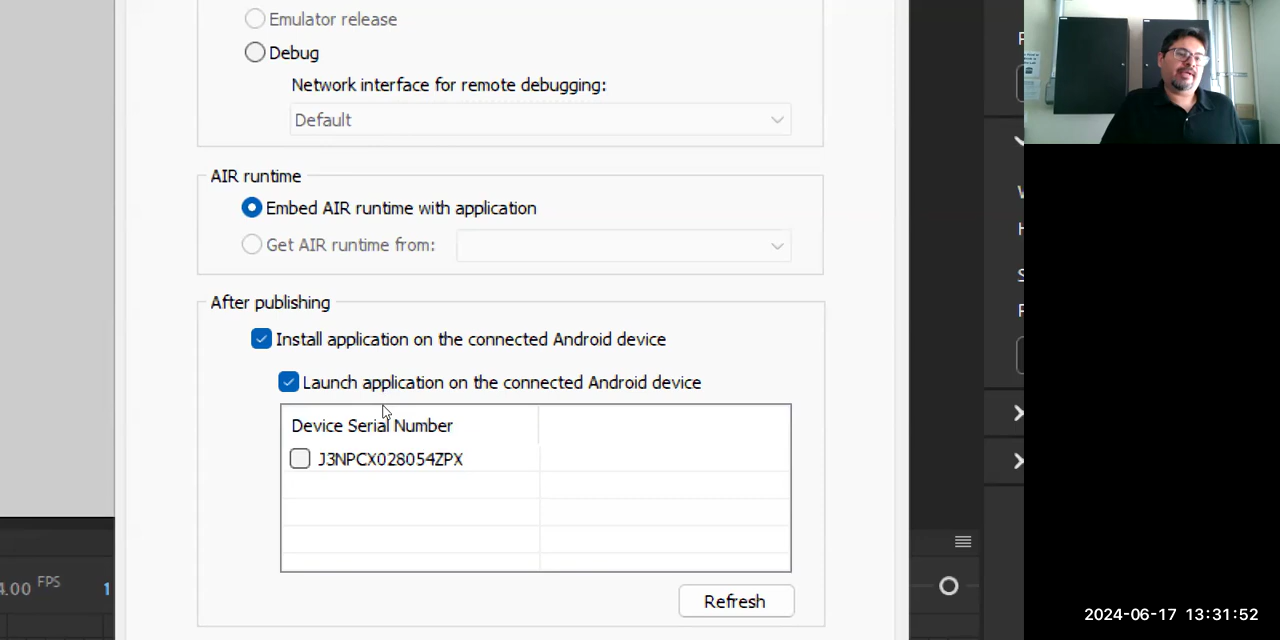 Emulator release
Debug
Network interface for remote debugging:
Default
AIR runtime
Embed AIR runtime with application
Get AIR runtime from:
After publishing
Install application on the connected Android device
Launch application on the connected Android device
Device Serial Number
J3NPCX028054ZPX
Refresh
4.00 FPS 1
2024-06-17 13:31:52